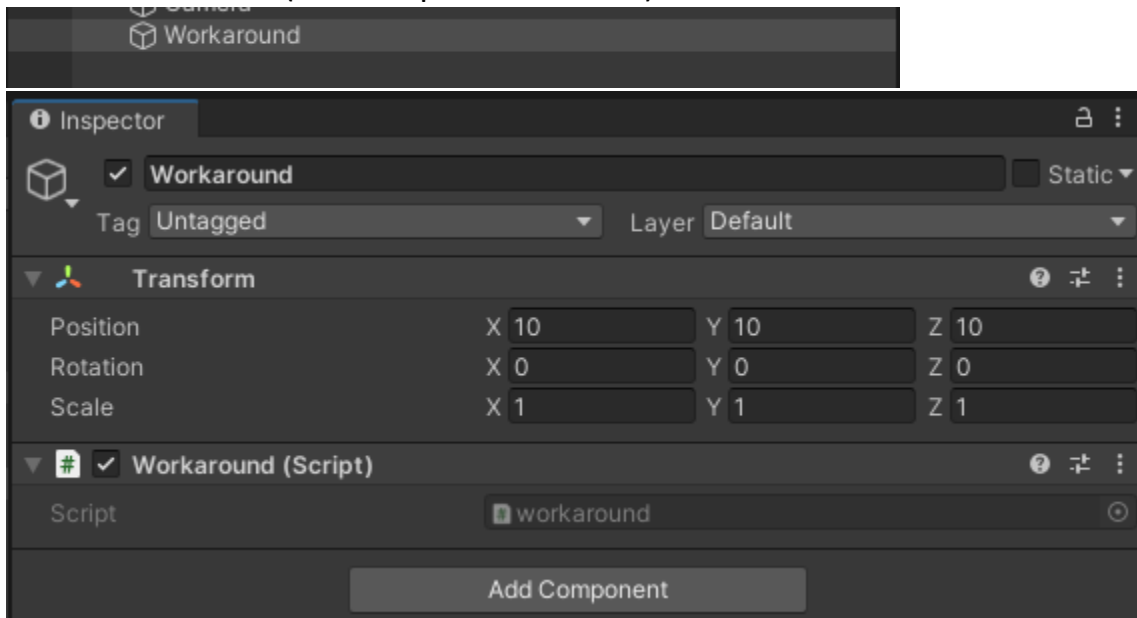 Workaround
Inspector
Workaround
Static
Tag Untagged Layer Default
Transform
Position X 10 Y 10 Z 10
Rotation X 0 Y 0 Z 0
Scale X 1 Y 1 Z 1
# Workaround (Script)
Script # workaround
Add Component